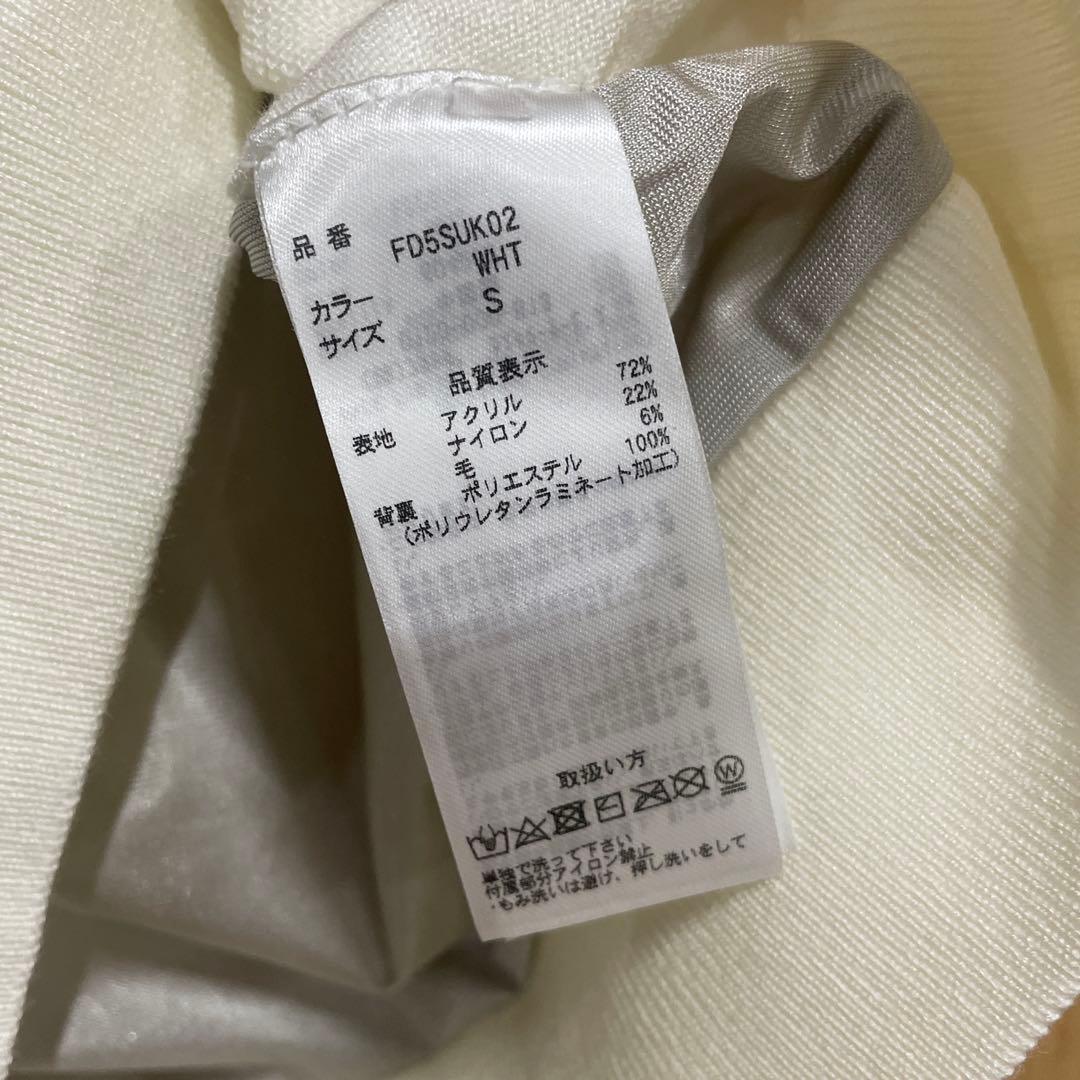 品番 FD5SUK02
カラー WHT
サイズ S
品質表示
表地 アクリル 72%
ナイロン 22%
毛 6%
背裏 ポリエステル 100%
(ポリウレタンラミネート加工)
取扱い方
W
単独で洗って下さい
付属部分アイロン禁止
・もみ洗いは避け、押し洗いをして